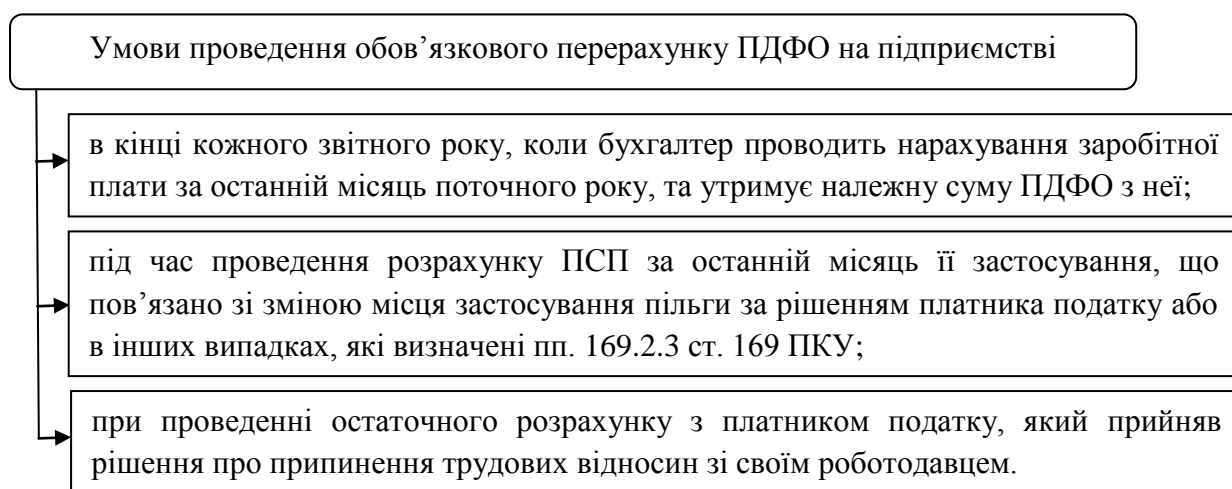 Умови проведення обов’язкового перерахунку ПДФО на підприємстві
в кінці кожного звітного року, коли бухгалтер проводить нарахування заробітної
плати за останній місяць поточного року, та утримує належну суму ПДФО з неї;
під час проведення розрахунку ПСП за останній місяць її застосування, що
пов’язано зі зміною місця застосування пільги за рішенням платника податку або
в інших випадках, які визначені пп. 169.2.3 ст. 169 ПКУ;
при проведенні остаточного розрахунку з платником податку, який прийняв
рішення про припинення трудових відносин зі своїм роботодавцем.